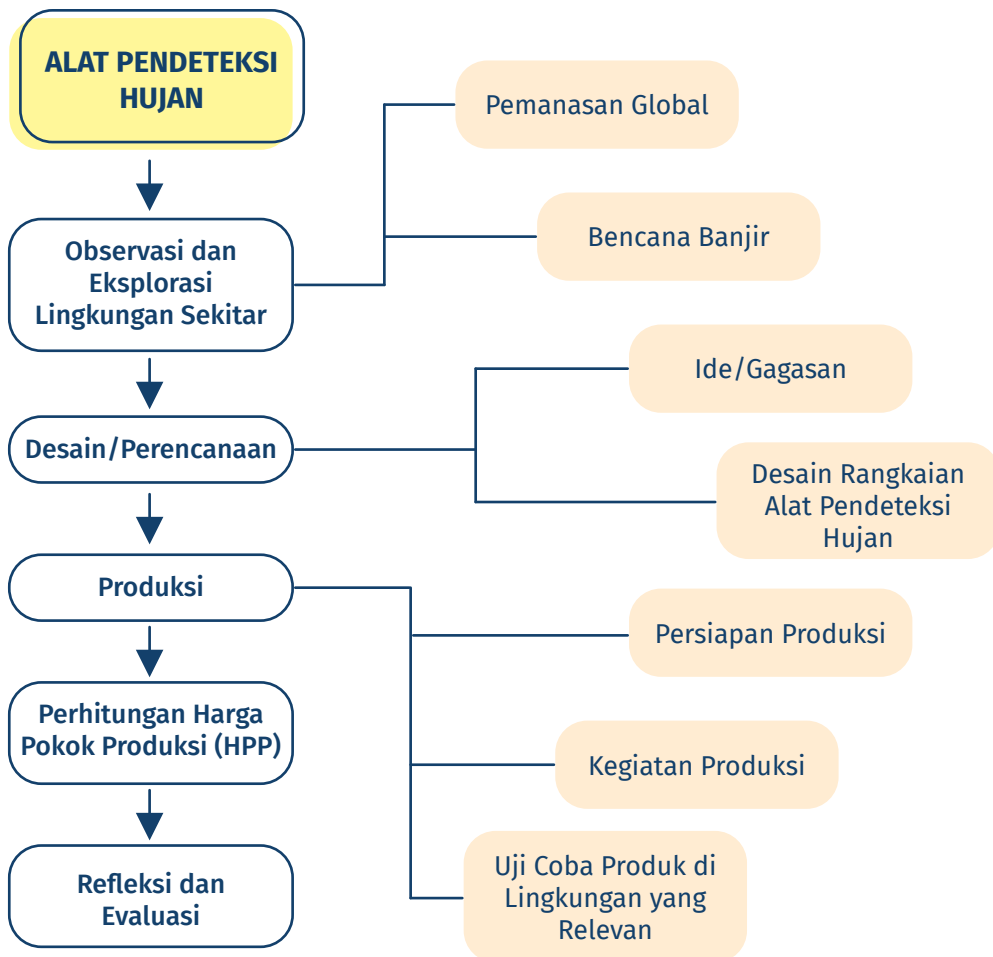 ALAT PENDETEKSI
HUJAN
Pemanasan Global
Bencana Banjir
Observasi dan
Eksplorasi
Lingkungan Sekitar
Ide/Gagasan
Desain/Perencanaan
Desain Rangkaian
Alat Pendeteksi
Hujan
Produksi
Persiapan Produksi
Kegiatan Produksi
Uji Coba Produk di
Lingkungan yang
Relevan
Perhitungan Harga
Pokok Produksi (HPP)
Refleksi dan
Evaluasi